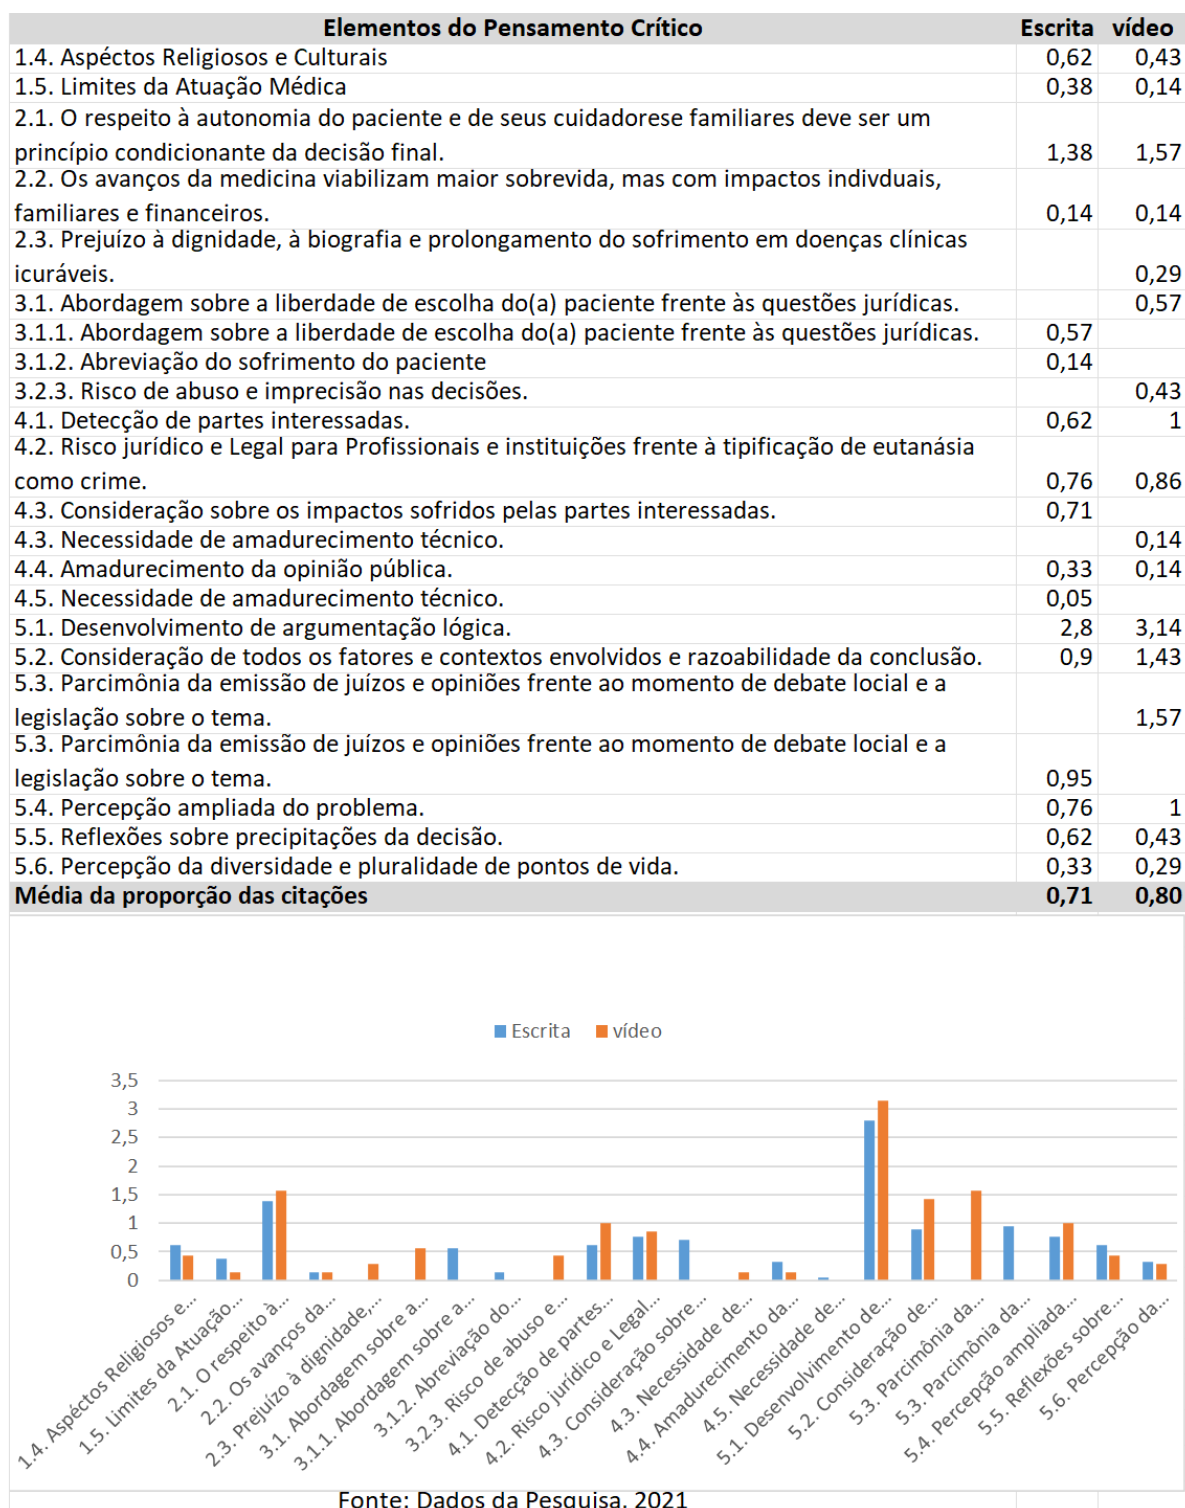 Elementos do Pensamento Crítico Escrita vídeo
1.4. Aspéctos Religiosos e Culturais 0,62 0,43
1.5. Limites da Atuação Médica 0,38 0,14
2.1. O respeito à autonomia do paciente e de seus cuidadorese familiares deve ser um
princípio condicionante da decisão final. 1,38 1,57
2.2. Os avanços da medicina viabilizam maior sobrevida, mas com impactos indivduais,
familiares e financeiros. 0,14 0,14
2.3. Prejuízo à dignidade, à biografia e prolongamento do sofrimento em doenças clínicas
icuráveis. 0,29
3.1. Abordagem sobre a liberdade de escolha do(a) paciente frente às questões jurídicas. 0,57
3.1.1. Abordagem sobre a liberdade de escolha do(a) paciente frente às questões jurídicas. 0,57
3.1.2. Abreviação do sofrimento do paciente 0,14
3.2.3. Risco de abuso e imprecisão nas decisões. 0,43
4.1. Detecção de partes interessadas. 0,62 1
4.2. Risco jurídico e Legal para Profissionais e instituições frente à tipificação de eutanásia
como crime. 0,76 0,86
4.3. Consideração sobre os impactos sofridos pelas partes interessadas. 0,71
4.3. Necessidade de amadurecimento técnico. 0,14
4.4. Amadurecimento da opinião pública. 0,33 0,14
4.5. Necessidade de amadurecimento técnico. 0,05
5.1. Desenvolvimento de argumentação lógica. 2,8 3,14
5.2. Consideração de todos os fatores e contextos envolvidos e razoabilidade da conclusão. 0,9 1,43
5.3. Parcimônia da emissão de juízos e opiniões frente ao momento de debate locial e a
legislação sobre o tema. 1,57
5.3. Parcimônia da emissão de juízos e opiniões frente ao momento de debate locial e a
legislação sobre o tema. 0,95
5.4. Percepção ampliada do problema. 0,76 1
5.5. Reflexões sobre precipitações da decisão. 0,62 0,43
5.6. Percepção da diversidade e pluralidade de pontos de vida. 0,33 0,29
Média da proporção das citações 0,71 0,80
Escrita vídeo
3,5
3
2,5
2
1,5
1
0,5
0
1.4. Aspéctos Religiosos e...
1.5. Limites da Atuação...
2.1. O respeito à...
2.2. Os avanços da...
2.3. Prejuízo à dignidade,...
3.1. Abordagem sobre a...
3.1.1. Abordagem sobre a...
3.1.2. Abreviação do...
3.2.3. Risco de abuso e...
4.1. Detecção de partes...
4.2. Risco jurídico e Legal...
4.3. Consideração sobre...
4.3. Necessidade de...
4.4. Amadurecimento da...
4.5. Necessidade de...
5.1. Desenvolvimento de...
5.2. Consideração de...
5.3. Parcimônia da...
5.3. Parcimônia da...
5.4. Percepção ampliada...
5.5. Reflexões sobre...
5.6. Percepção da...
Fonte: Dados da Pesquisa, 2021